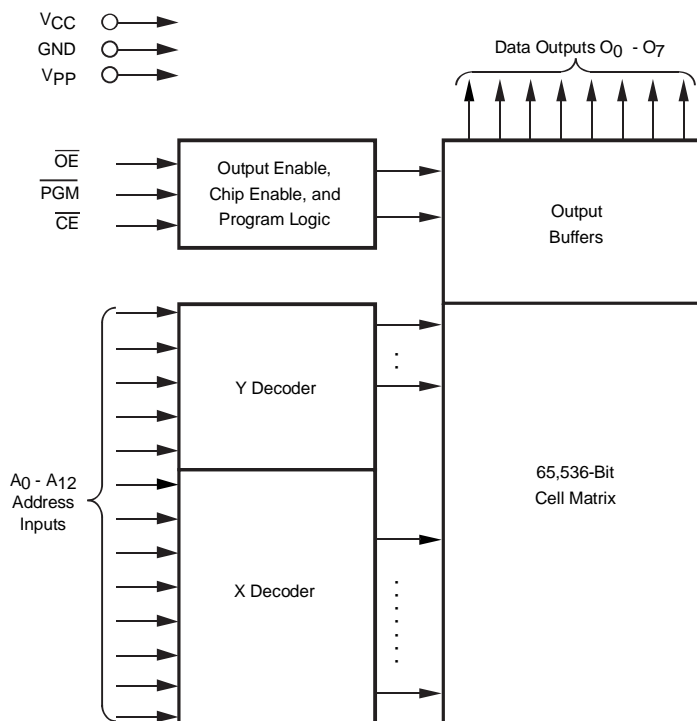 VCC
GND
VPP
Data Outputs O0 - O7
OE
PGM
CE
Output Enable,
Chip Enable, and
Program Logic
Output
Buffers
Y Decoder
A0 - A12
Address
Inputs
65,536-Bit
Cell Matrix
X Decoder